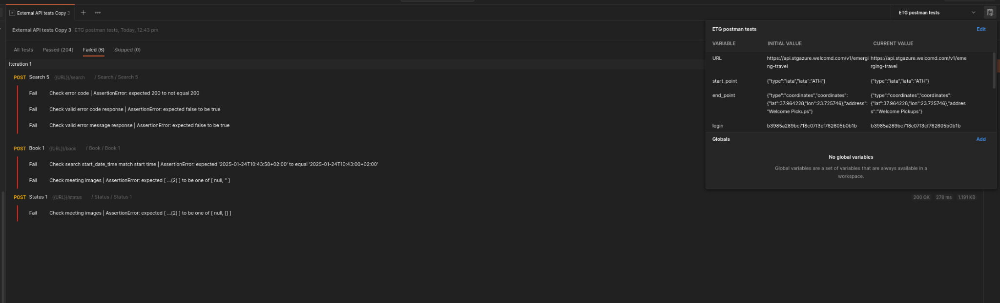 External API tests Copy 3
ETG postman tests
External API tests Copy 3 ETG postman tests, Today, 12:43 pm
All Tests Passed (204) Failed (6) Skipped (0)
Iteration 1
POST Search 5 {{URL}}/search / Search / Search 5
Fail Check error code | AssertionError: expected 200 to not equal 200
Fail Check valid error code response | AssertionError: expected false to be true
Fail Check valid error message response | AssertionError: expected false to be true
POST Book 1 {{URL}}/book / Book / Book 1
Fail Check search start_date_time match start time | AssertionError: expected '2025-01-24T10:43:58+02:00' to equal '2025-01-24T10:43:00+02:00'
Fail Check meeting images | AssertionError: expected [ …(2) ] to be one of [ null, '' ]
POST Status 1 {{URL}}/status / Status / Status 1
200 OK 278 ms 1.191 KB
Fail Check meeting images | AssertionError: expected [ …(2) ] to be one of [ null, [] ]
ETG postman tests Edit
VARIABLE INITIAL VALUE CURRENT VALUE
URL https://api.stgazure.welcomd.com/v1/emergi https://api.stgazure.welcomd.com/v1/eme
ng-travel rging-travel
start_point {"type":"iata","iata":"ATH"} {"type":"iata","iata":"ATH"}
end_point {"type":"coordinates","coordinates": {"type":"coordinates","coordinates":
{"lat":37.964228,"lon":23.725746},"address": {"lat":37.964228,"lon":23.725746},"addres
"Welcome Pickups"} s":"Welcome Pickups"}
login b3985a289bc718c07f3cf762605b0b1b b3985a289bc718c07f3cf762605b0b1b
Globals Add
No global variables
Global variables are a set of variables that are always available in a
workspace.